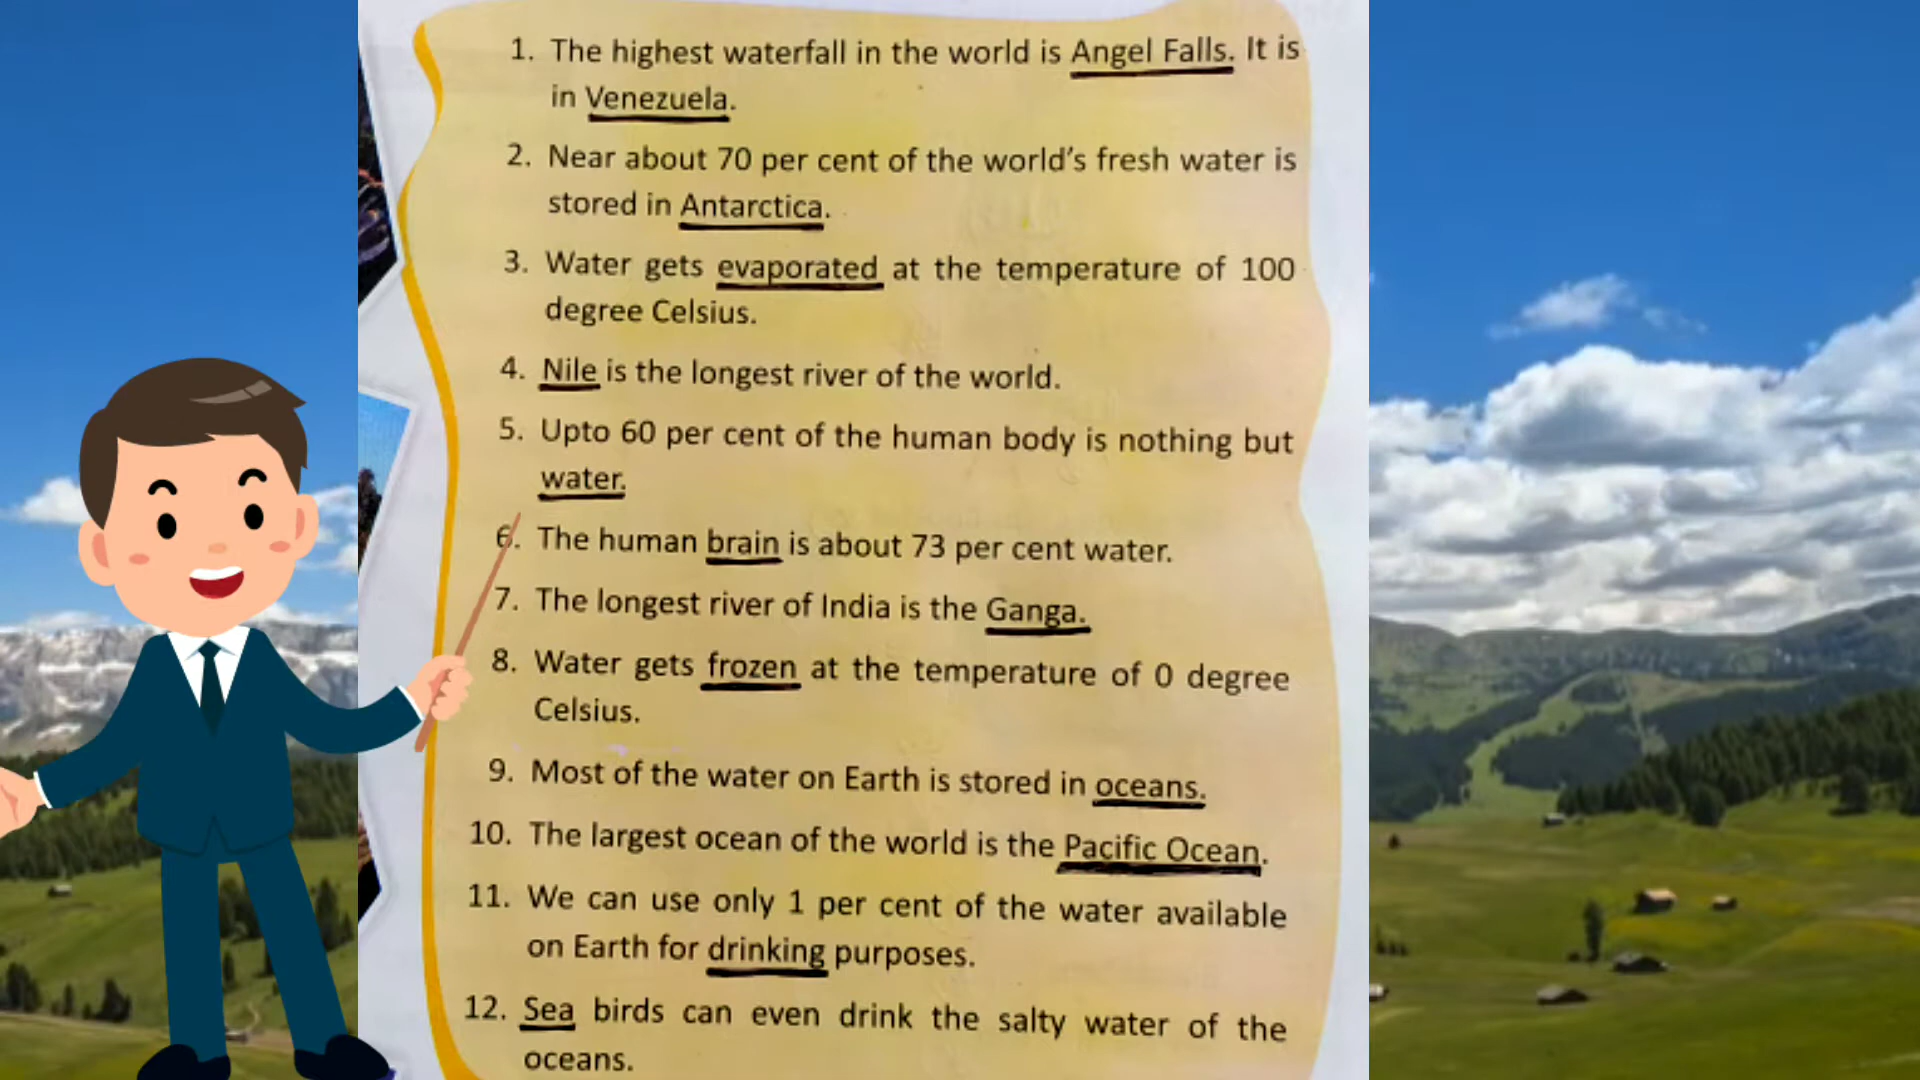 1. The highest waterfall in the world is Angel Falls. It is
in Venezuela.
2. Near about 70 per cent of the world's fresh water is
stored in Antarctica.
3. Water gets evaporated at the temperature of 100
degree Celsius.
4. Nile is the longest river of the world.
5. Upto 60 per cent of the human body is nothing but
water.
6. The human brain is about 73 per cent water.
7. The longest river of India is the Ganga.
8. Water gets frozen at the temperature of 0 degree
Celsius.
9. Most of the water on Earth is stored in oceans.
10. The largest ocean of the world is the Pacific Ocean.
11. We can use only 1 per cent of the water available
on Earth for drinking purposes.
12. Sea birds can even drink the salty water of the
oceans.